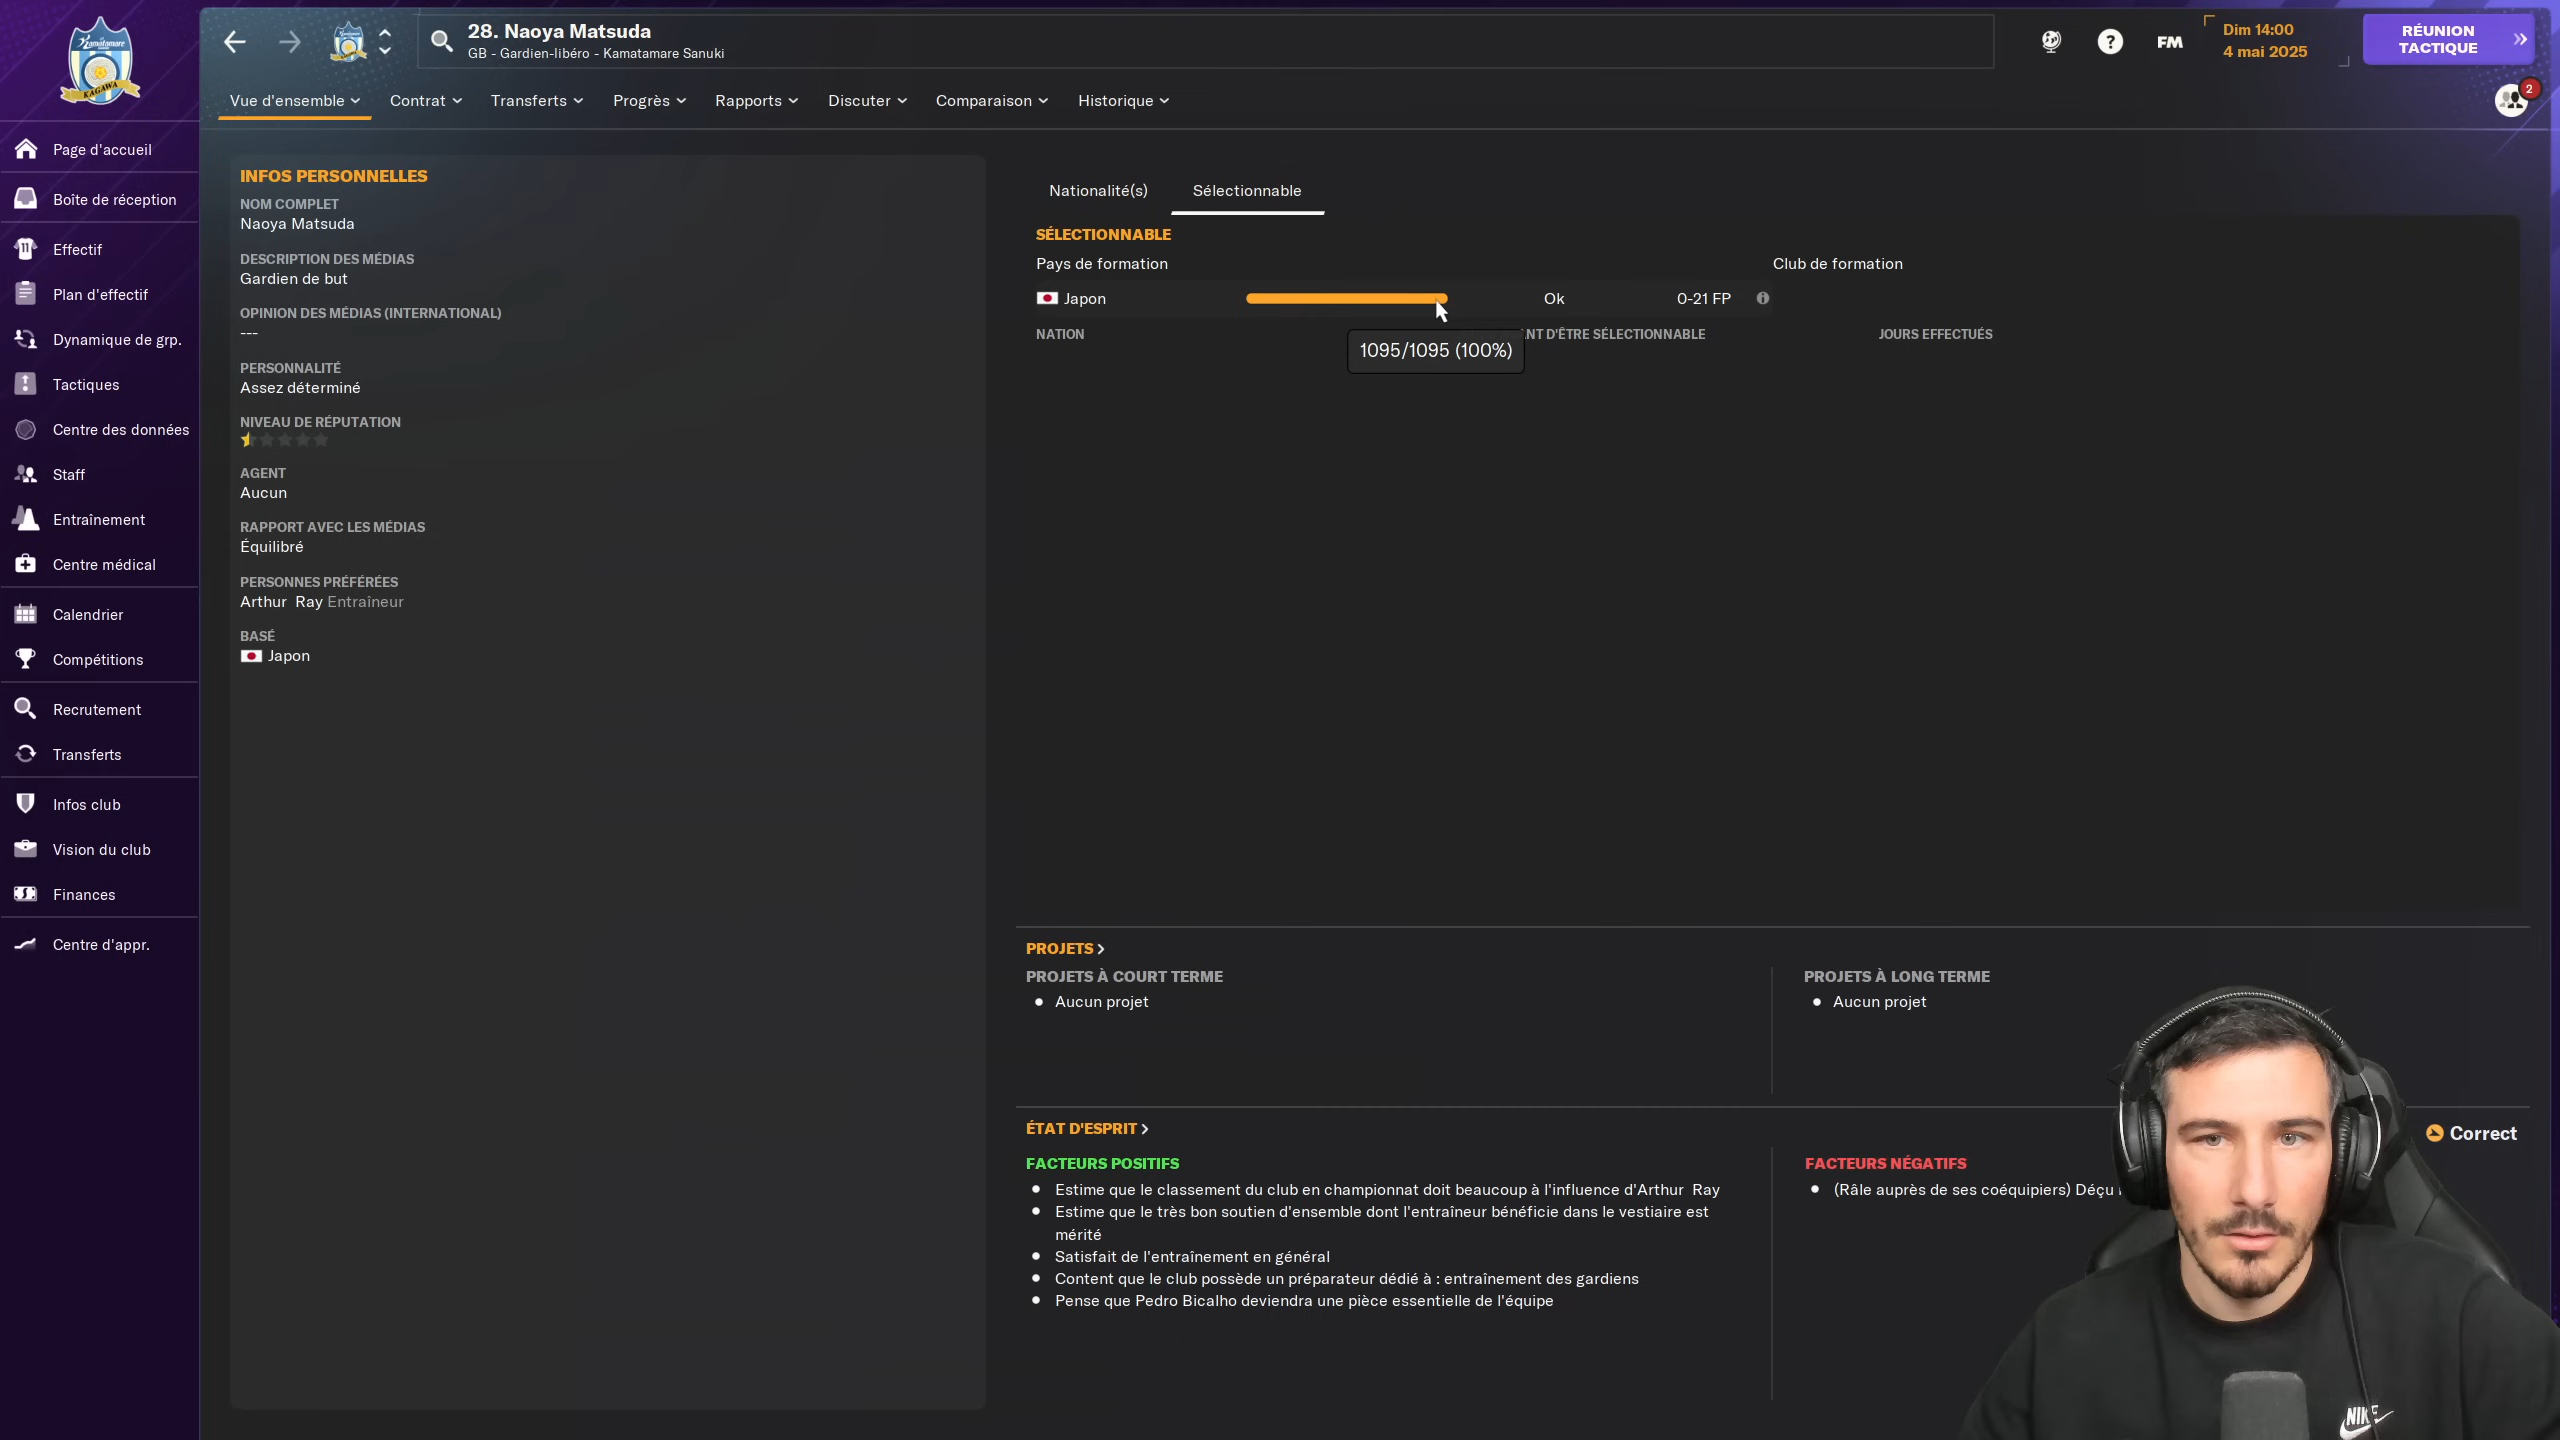 28. Naoya Matsuda
GB - Gardien-libéro - Kamatamare Sanuki
FM
Dim 14:00
4 mai 2025
RÉUNION
TACTIQUE
2
Vue d'ensemble
Contrat
Transferts
Progrès
Rapports
Discuter
Comparaison
Historique
Kamatamare
KAGAWA
Page d'accueil
Boîte de réception
Effectif
Plan d'effectif
Dynamique de grp.
Tactiques
Centre des données
Staff
Entraînement
Centre médical
Calendrier
Compétitions
Recrutement
Transferts
Infos club
Vision du club
Finances
Centre d'appr.
INFOS PERSONNELLES
NOM COMPLET
Naoya Matsuda
DESCRIPTION DES MÉDIAS
Gardien de but
OPINION DES MÉDIAS (INTERNATIONAL)
---
PERSONNALITÉ
Assez déterminé
NIVEAU DE RÉPUTATION
AGENT
Aucun
RAPPORT AVEC LES MÉDIAS
Équilibré
PERSONNES PRÉFÉRÉES
Arthur Ray Entraîneur
BASÉ
Japon
Nationalité(s)
Sélectionnable
SÉLECTIONNABLE
Pays de formation
Club de formation
Japon
Ok
0-21 FP
NATION
NT D'ÊTRE SÉLECTIONNABLE
JOURS EFFECTUÉS
1095/1095 (100%)
PROJETS
PROJETS À COURT TERME
Aucun projet
PROJETS À LONG TERME
Aucun projet
ÉTAT D'ESPRIT
Correct
FACTEURS POSITIFS
Estime que le classement du club en championnat doit beaucoup à l'influence d'Arthur Ray
Estime que le très bon soutien d'ensemble dont l'entraîneur bénéficie dans le vestiaire est
mérité
Satisfait de l'entraînement en général
Content que le club possède un préparateur dédié à : entraînement des gardiens
Pense que Pedro Bicalho deviendra une pièce essentielle de l'équipe
FACTEURS NÉGATIFS
(Râle auprès de ses coéquipiers) Déçu
NIKE